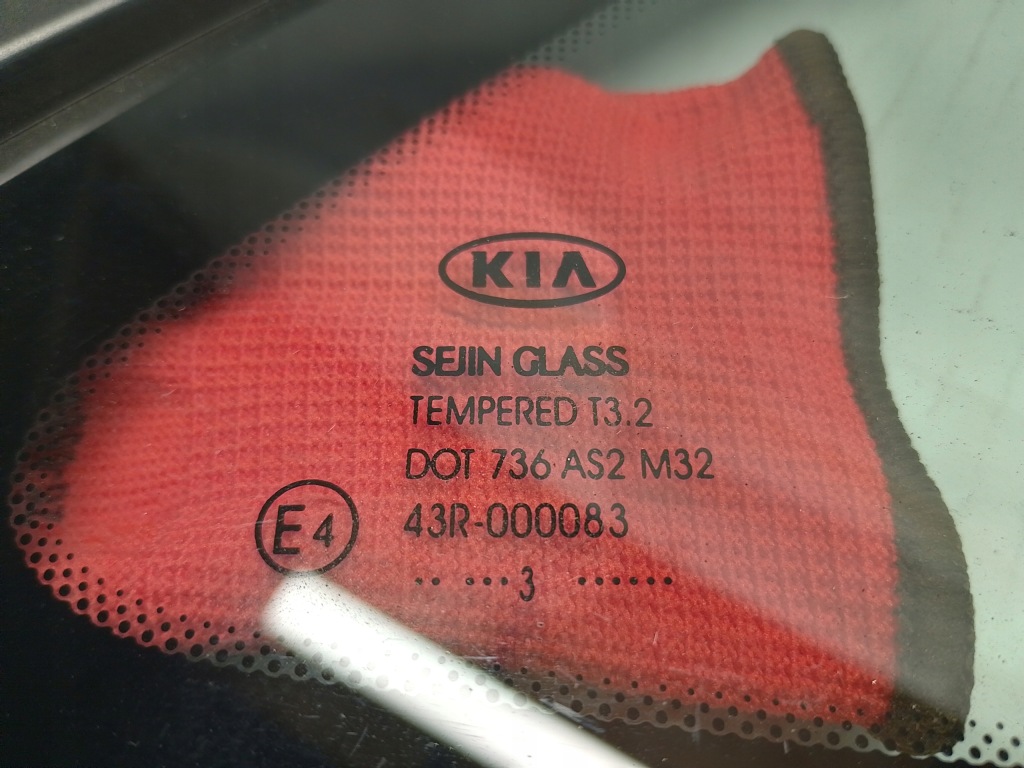 KIA
SEJIN GLASS
TEMPERED T3.2
DOT 736 AS2 M32
E4 43R-000083
•• •••3 ••••••